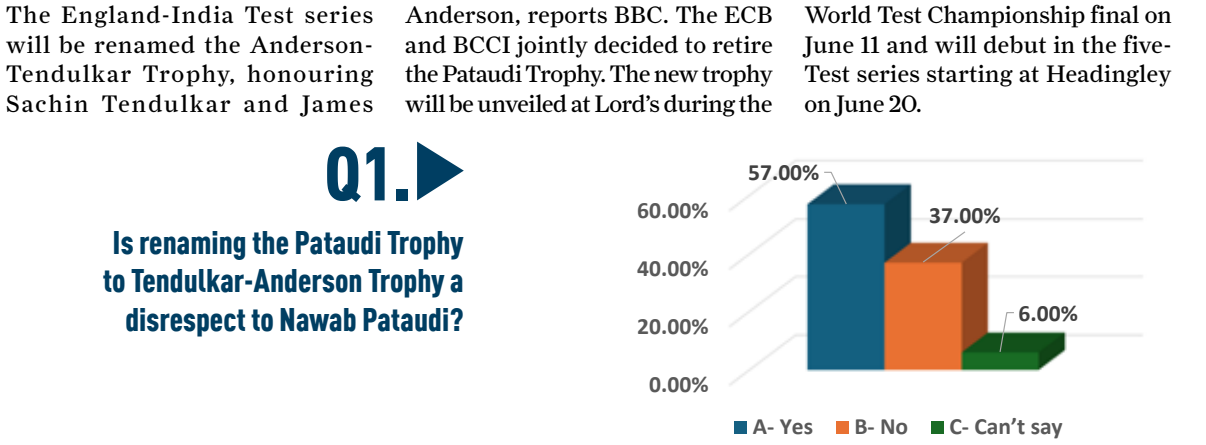 The England-India Test series
will be renamed the Anderson-
Tendulkar Trophy, honouring
Sachin Tendulkar and James
Anderson, reports BBC. The ECB
and BCCI jointly decided to retire
the Pataudi Trophy. The new trophy
will be unveiled at Lord's during the
World Test Championship final on
June 11 and will debut in the five-
Test series starting at Headingley
on June 20.
Q1.
Is renaming the Pataudi Trophy
to Tendulkar-Anderson Trophy a
disrespect to Nawab Pataudi?
57.00%
37.00%
6.00%
60.00%
40.00%
20.00%
0.00%
A- Yes B- No C- Can't say